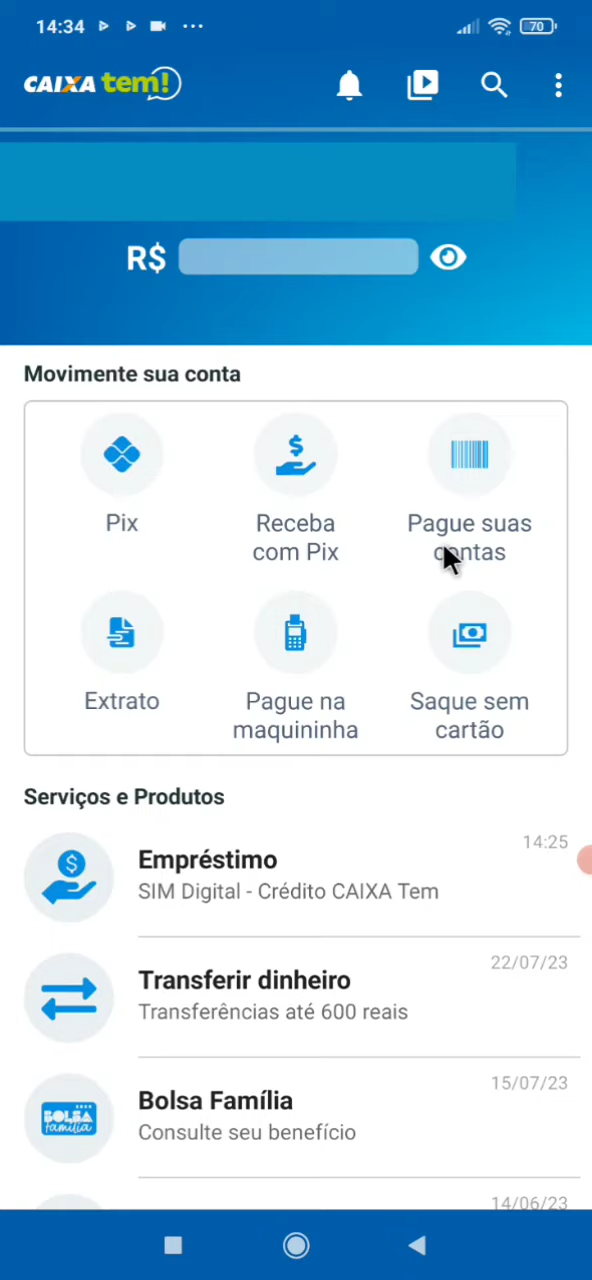 14:34
70
CAIXA tem!
R$
Movimente sua conta
Pix
Receba
com Pix
Pague suas
contas
Extrato
Pague na
maquininha
Saque sem
cartão
Serviços e Produtos
14:25
Empréstimo
SIM Digital - Crédito CAIXA Tem
22/07/23
Transferir dinheiro
Transferências até 600 reais
15/07/23
BOLSA
família
Bolsa Família
Consulte seu benefício
14/06/23